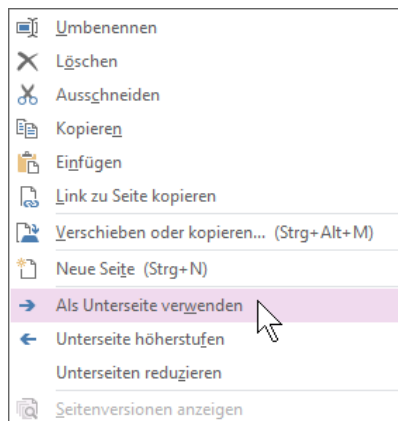 Umbenennen
Löschen
Ausschneiden
Kopieren
Einfügen
Link zu Seite kopieren
Verschieben oder kopieren... (Strg+Alt+M)
Neue Seite (Strg+N)
Als Unterseite verwenden
Unterseite höherstufen
Unterseiten reduzieren
Seitenversionen anzeigen